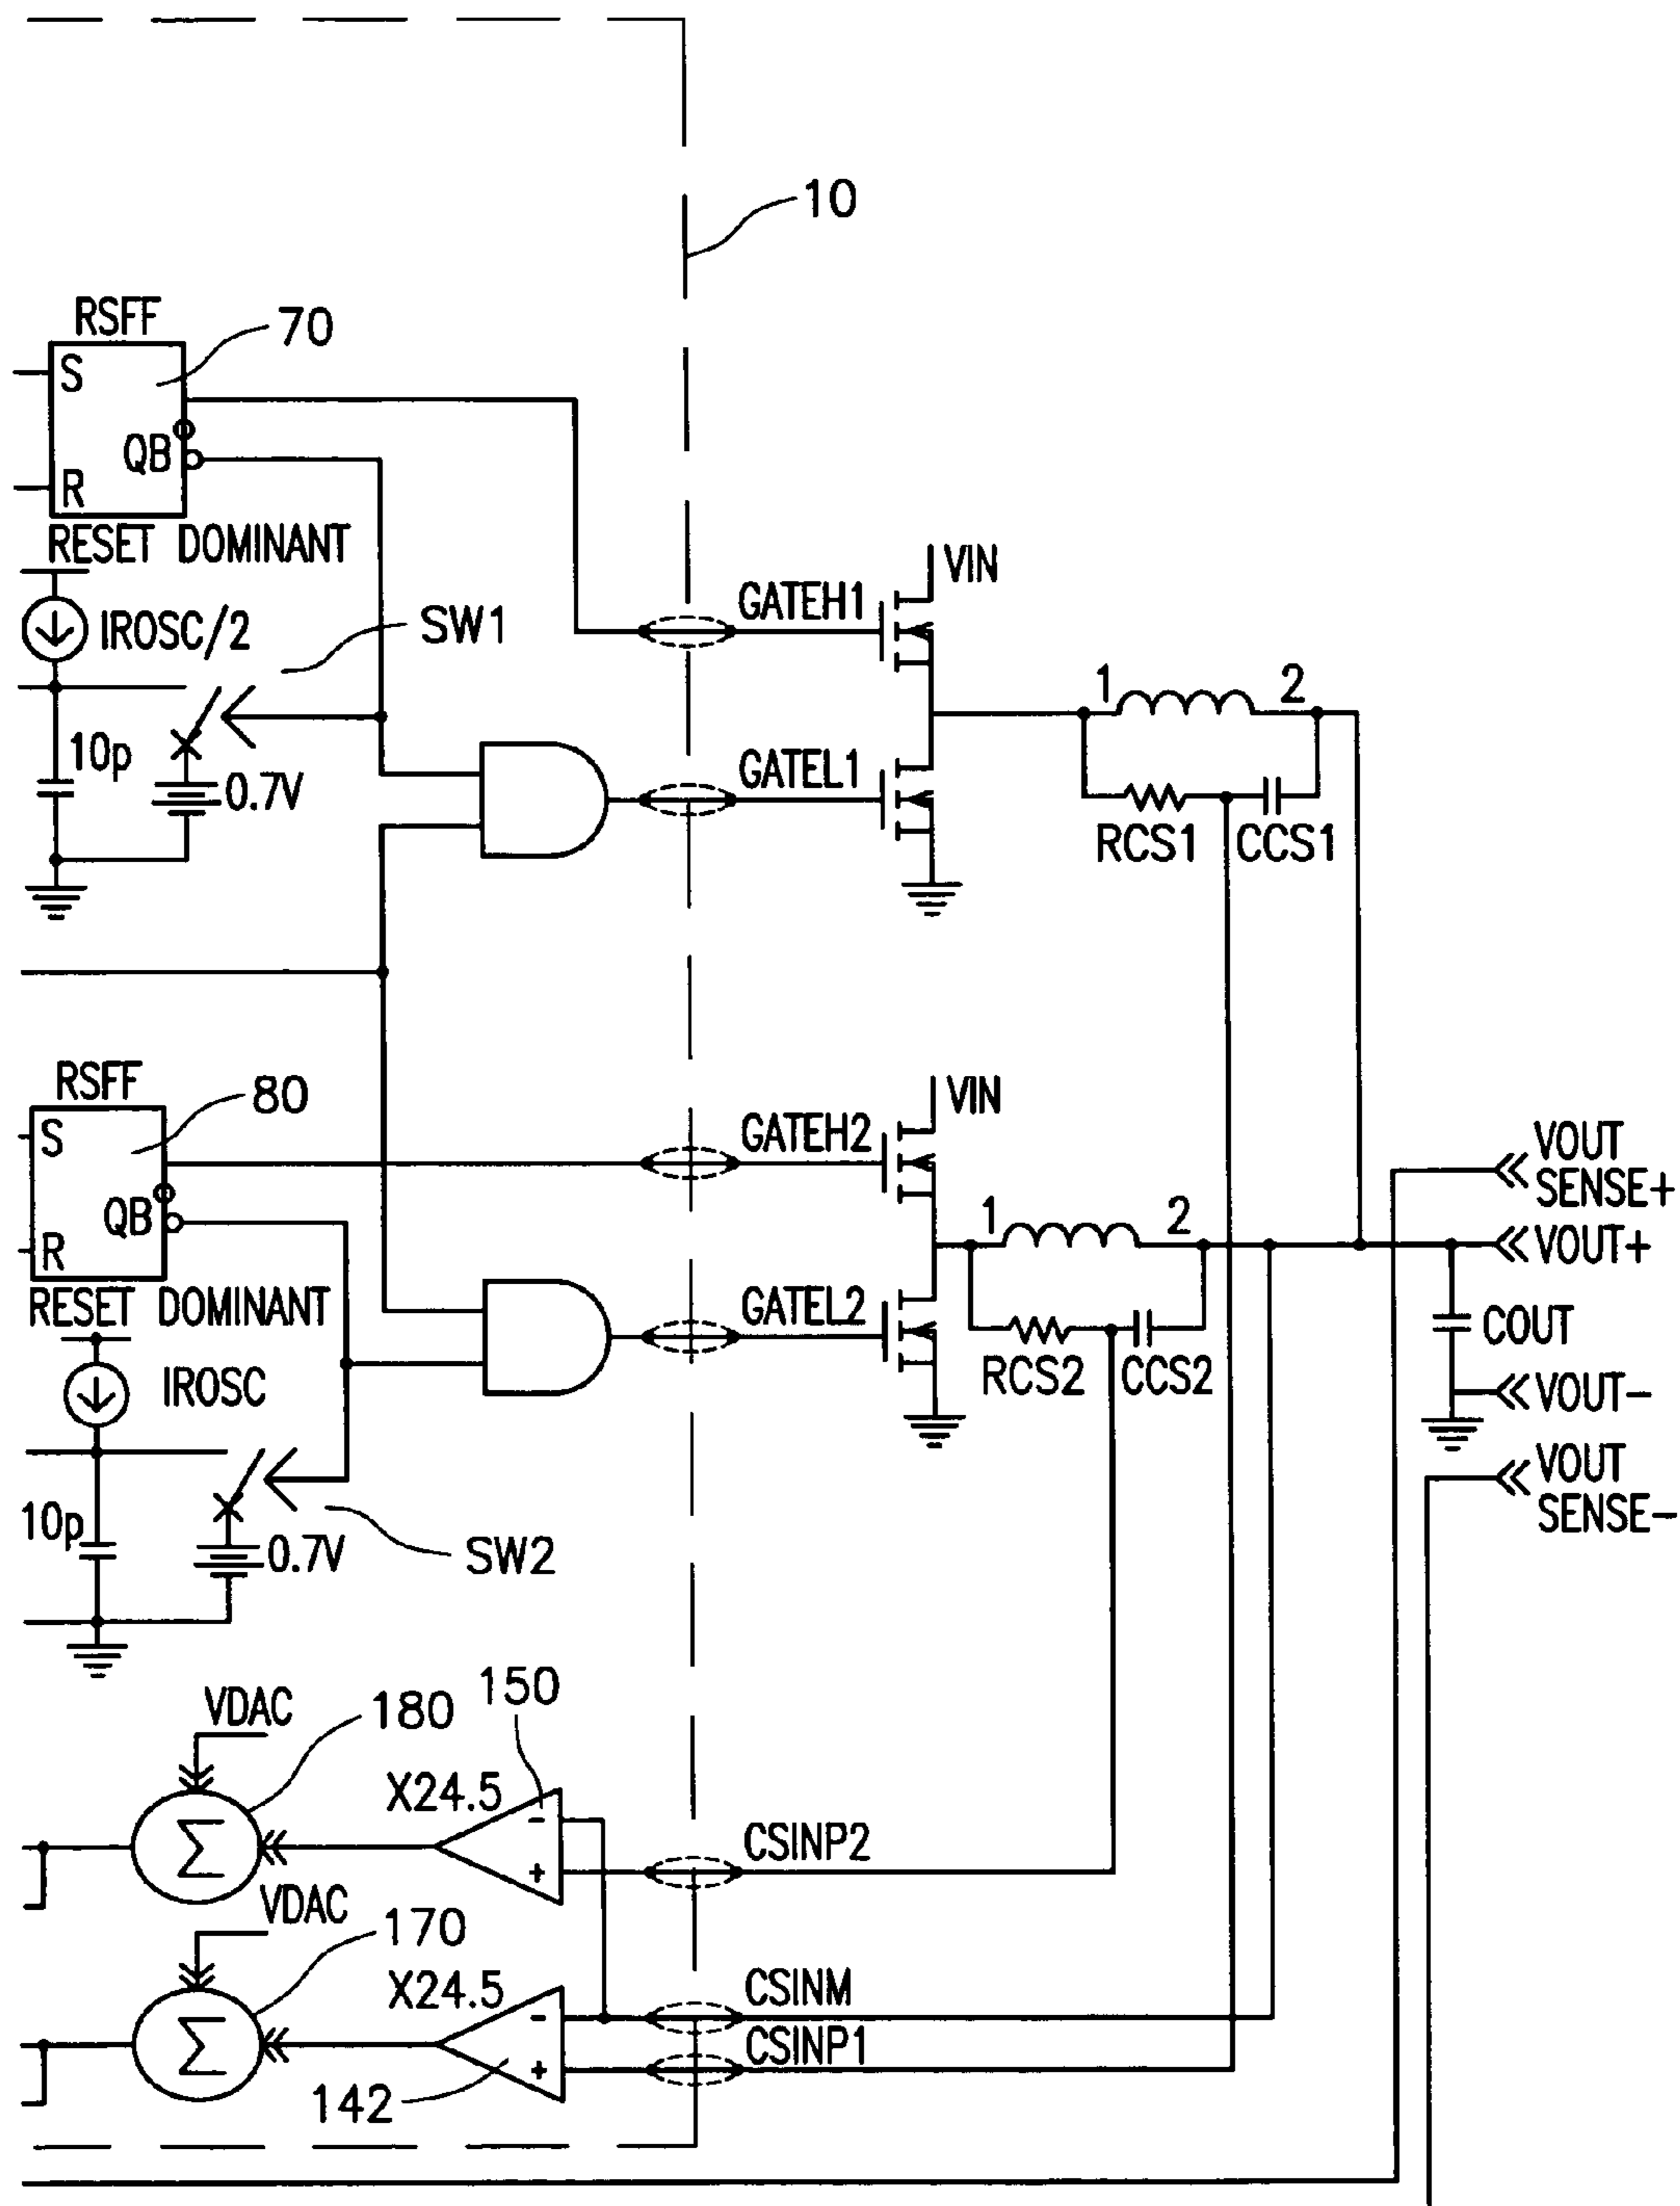 10
RSFF
70
S
QB
R
RESET DOMINANT
VIN
GATEH1
IROSC/2
SW1
1
2
10p
0.7V
GATEL1
RCS1
CCS1
RSFF
80
VIN
S
GATEH2
VOUT
SENSE+
QB
1
2
R
VOUT+
RESET DOMINANT
GATEL2
COUT
IROSC
RCS2
CCS2
VOUT-
VOUT
SENSE-
10p
0.7V
SW2
VDAC
180
150
X24.5
-
Σ
CSINP2
+
VDAC
170
X24.5
CSINM
-
Σ
CSINP1
+
142